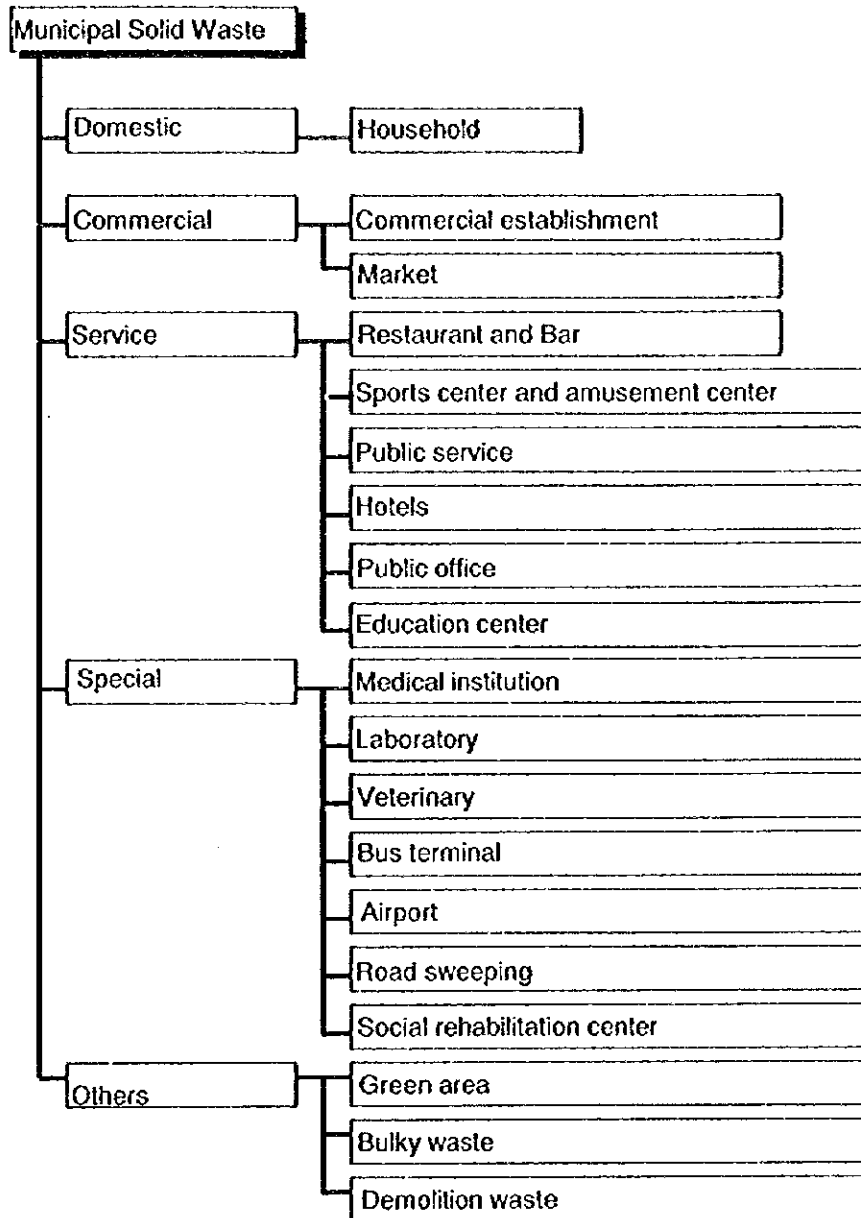 Municipal Solid Waste
Domestic
Household
Commercial
Commercial establishment
Market
Service
Restaurant and Bar
Sports center and amusement center
Public service
Hotels
Public office
Education center
Special
Medical institution
Laboratory
Veterinary
Bus terminal
Airport
Road sweeping
Social rehabilitation center
Others
Green area
Bulky waste
Demolition waste